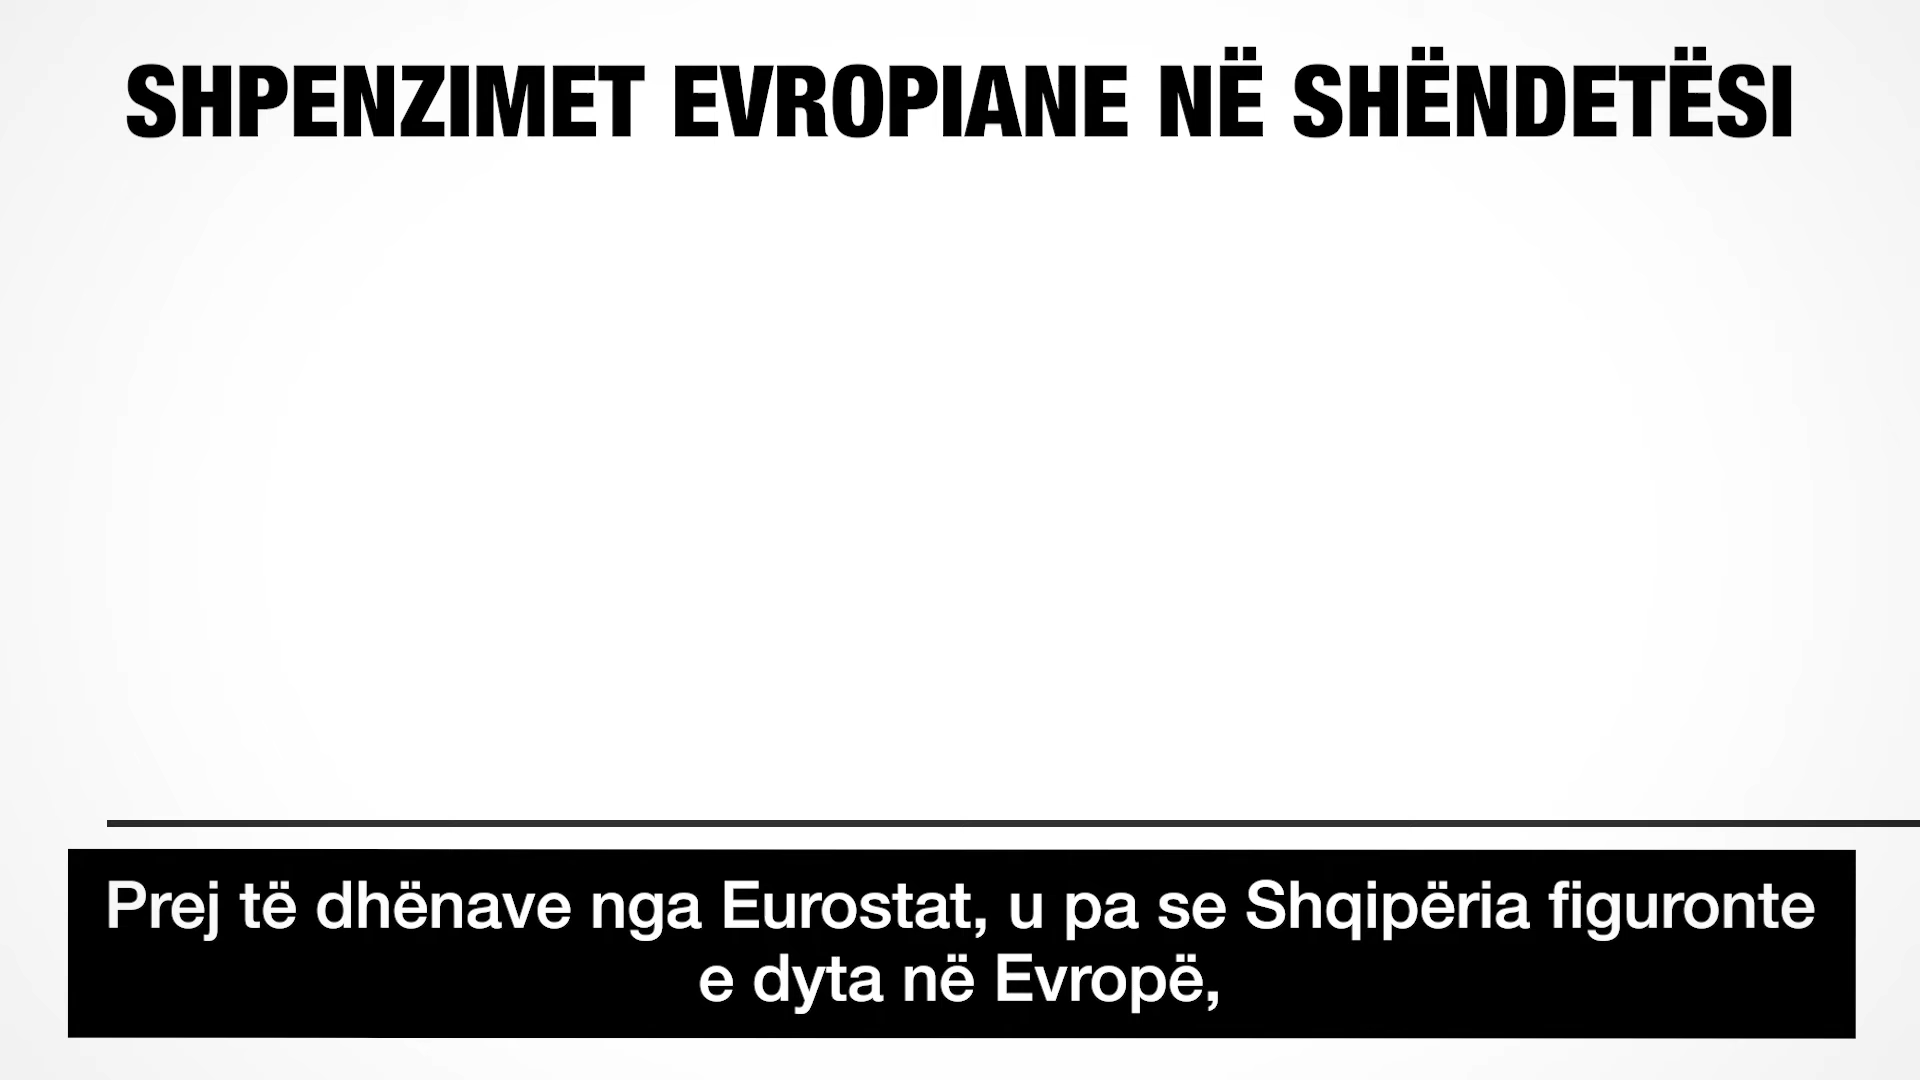 SHPENZIMET EVROPIANE NË SHËNDETËSI
Prej të dhënave nga Eurostat, u pa se Shqipëria figuronte
e dyta në Evropë,